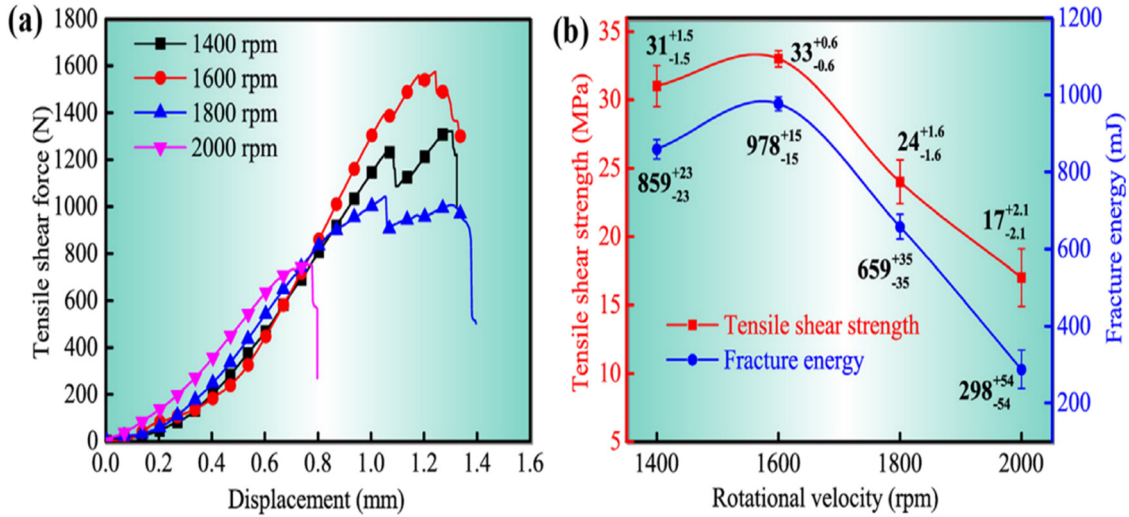 (a)
1800
1600
1400
1200
1000
800
600
400
200
0
Tensile shear force (N)
1400 rpm
1600 rpm
1800 rpm
2000 rpm
0.0 0.2 0.4 0.6 0.8 1.0 1.2 1.4 1.6
Displacement (mm)
(b)
35
30
25
20
15
10
5
Tensile shear strength (MPa)
31 +1.5 -1.5
33 +0.6 -0.6
24 +1.6 -1.6
17 +2.1 -2.1
859 +23 -23
978 +15 -15
659 +35 -35
298 +54 -54
Tensile shear strength
Fracture energy
1400 1600 1800 2000
Rotational velocity (rpm)
1200
1000
800
600
400
200
Fracture energy (mJ)